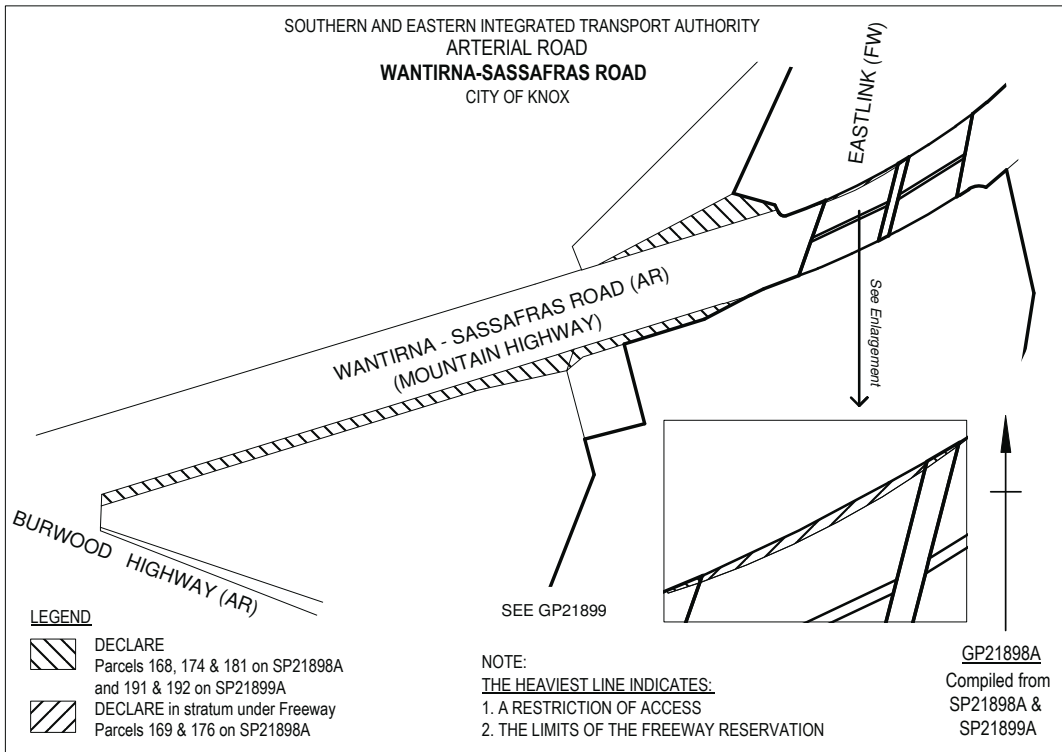 SOUTHERN AND EASTERN INTEGRATED TRANSPORT AUTHORITY
ARTERIAL ROAD
WANTIRNA-SASSAFRAS ROAD
CITY OF KNOX
EASTLINK (FW)
WANTIRNA - SASSAFRAS ROAD (AR)
(MOUNTAIN HIGHWAY)
See Enlargement
BURWOOD HIGHWAY (AR)
SEE GP21899
LEGEND
DECLARE
Parcels 168, 174 & 181 on SP21898A
and 191 & 192 on SP21899A
DECLARE in stratum under Freeway
Parcels 169 & 176 on SP21898A
NOTE:
THE HEAVIEST LINE INDICATES:
1. A RESTRICTION OF ACCESS
2. THE LIMITS OF THE FREEWAY RESERVATION
GP21898A
Compiled from
SP21898A &
SP21899A